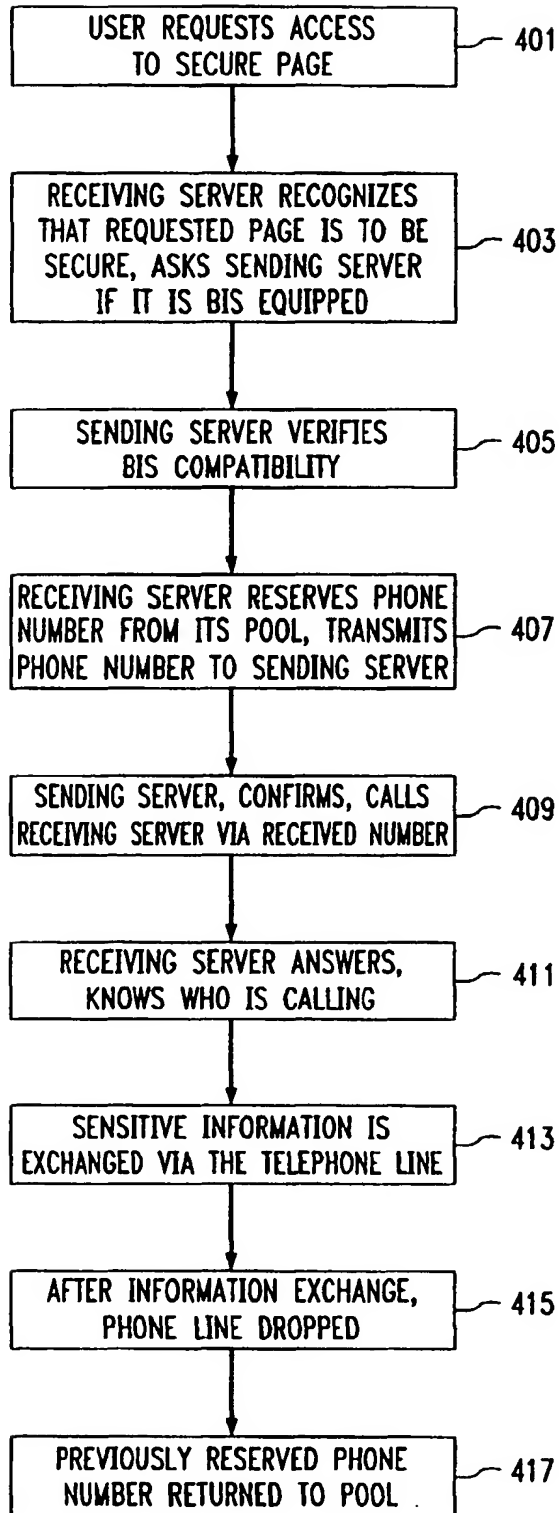 USER REQUESTS ACCESS
TO SECURE PAGE
401
RECEIVING SERVER RECOGNIZES
THAT REQUESTED PAGE IS TO BE
SECURE, ASKS SENDING SERVER
IF IT IS BIS EQUIPPED
403
SENDING SERVER VERIFIES
BIS COMPATIBILITY
405
RECEIVING SERVER RESERVES PHONE
NUMBER FROM ITS POOL, TRANSMITS
PHONE NUMBER TO SENDING SERVER
407
SENDING SERVER, CONFIRMS, CALLS
RECEIVING SERVER VIA RECEIVED NUMBER
409
RECEIVING SERVER ANSWERS,
KNOWS WHO IS CALLING
411
SENSITIVE INFORMATION IS
EXCHANGED VIA THE TELEPHONE LINE
413
AFTER INFORMATION EXCHANGE,
PHONE LINE DROPPED
415
PREVIOUSLY RESERVED PHONE
NUMBER RETURNED TO POOL
417